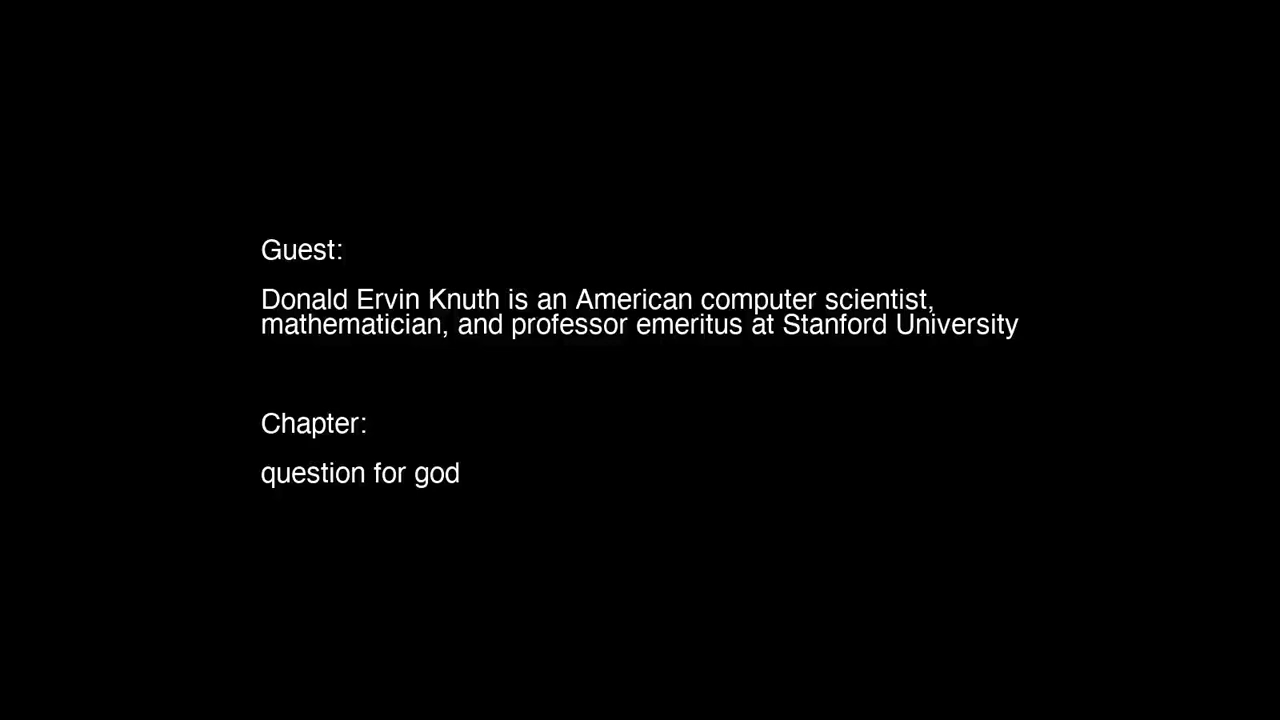 Guest:
Donald Ervin Knuth is an American computer scientist,
mathematician, and professor emeritus at Stanford University
Chapter:
question for god